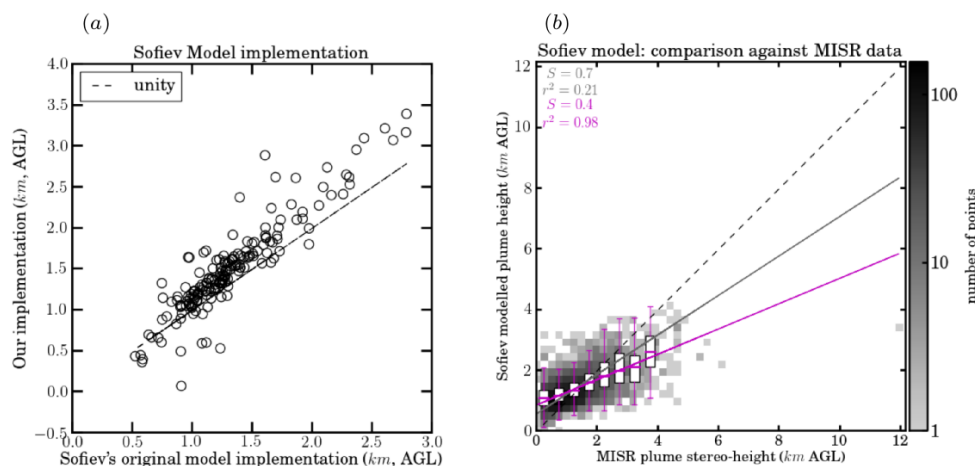 (a)
Sofiev Model implementation
unity
Our implementation (km, AGL)
4.0
3.5
3.0
2.5
2.0
1.5
1.0
0.5
0.0
−0.5
0.0 0.5 1.0 1.5 2.0 2.5 3.0
Sofiev's original model implementation (km, AGL)
(b)
Sofiev model: comparison against MISR data
S = 0.7
r² = 0.21
S = 0.4
r² = 0.98
Sofiev modelled plume height (km AGL)
12
10
8
6
4
2
0
0 2 4 6 8 10 12
MISR plume stereo-height (km AGL)
100
10
1
number of points